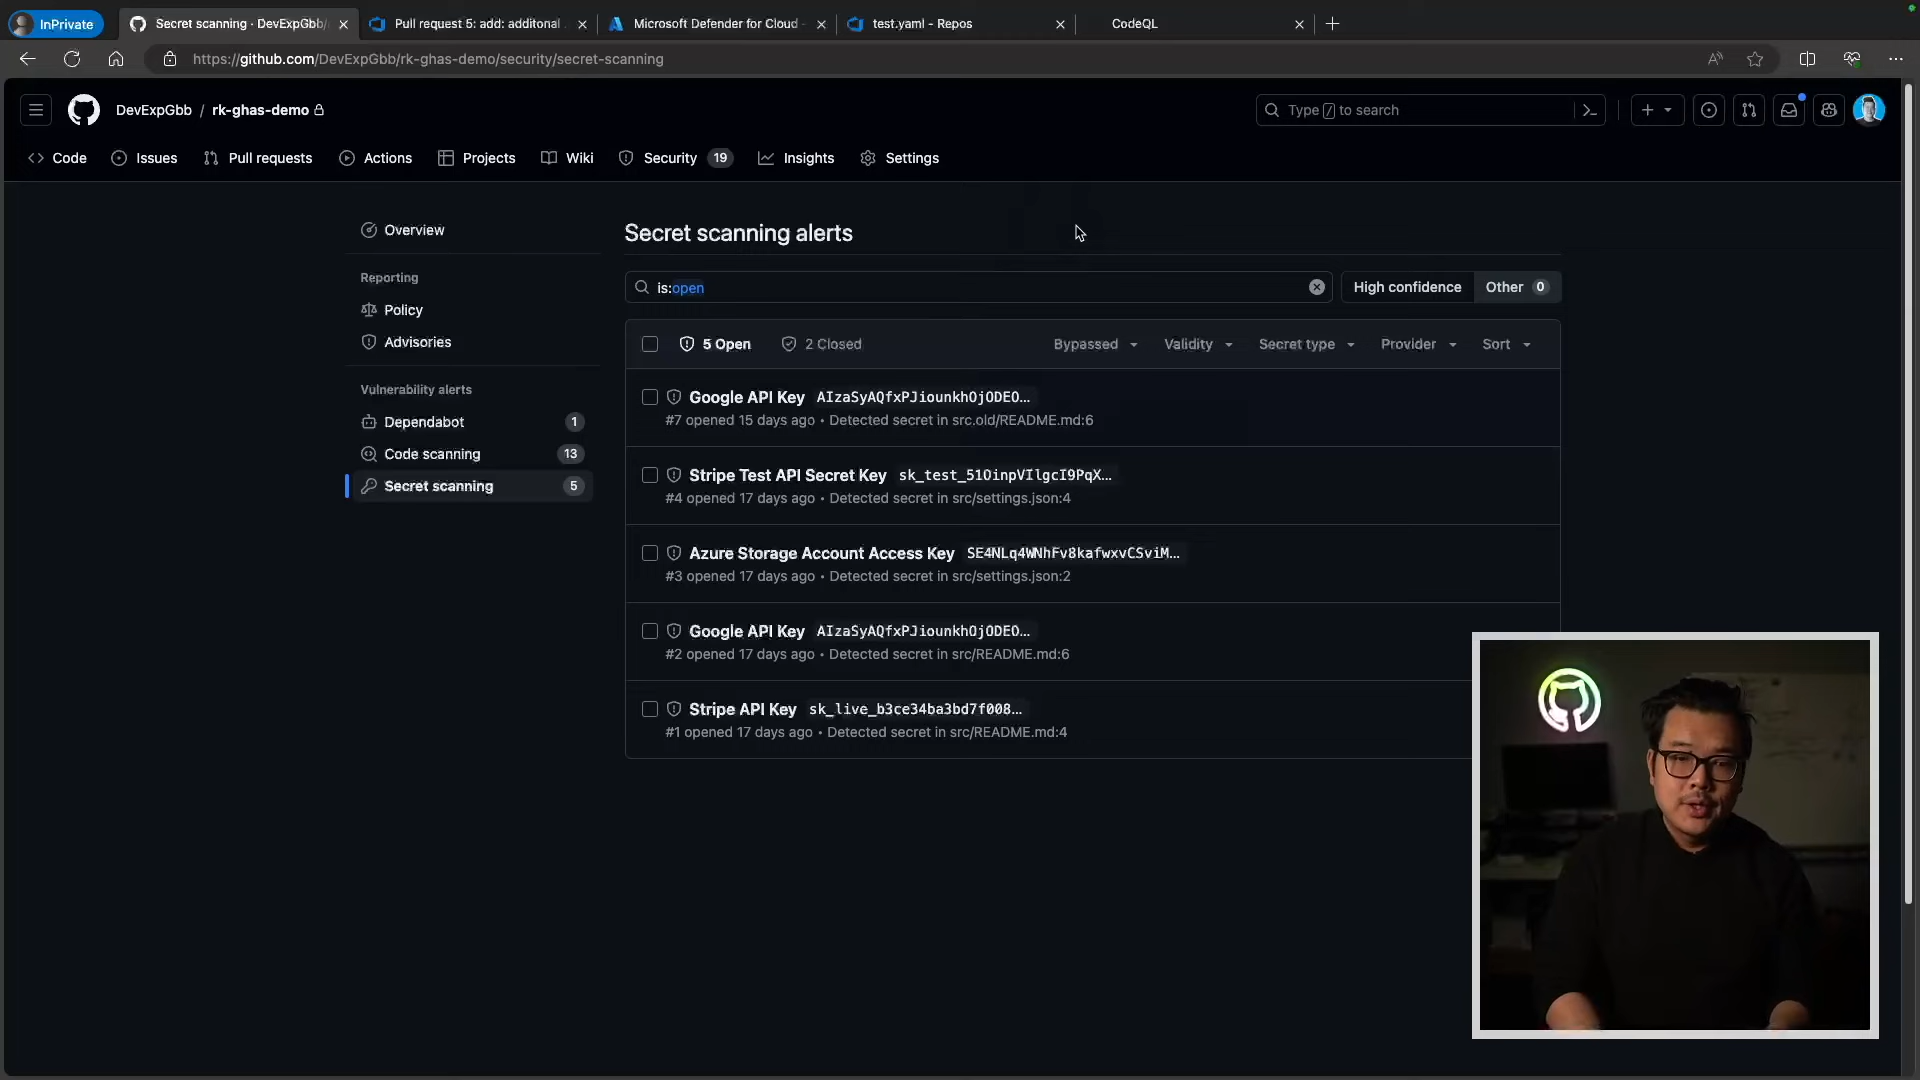 InPrivate
Secret scanning · DevExpGbb/
Pull request 5: add: additonal
Microsoft Defender for Cloud -
test.yaml - Repos
CodeQL
https://github.com/DevExpGbb/rk-ghas-demo/security/secret-scanning
DevExpGbb / rk-ghas-demo
Type / to search
Code
Issues
Pull requests
Actions
Projects
Wiki
Security 19
Insights
Settings
Overview
Reporting
Policy
Advisories
Vulnerability alerts
Dependabot 1
Code scanning 13
Secret scanning 5
Secret scanning alerts
is:open
High confidence
Other 0
5 Open
2 Closed
Bypassed
Validity
Secret type
Provider
Sort
Google API Key AIzaSyAQfxPJiounkhOjODEO…
#7 opened 15 days ago • Detected secret in src.old/README.md:6
Stripe Test API Secret Key sk_test_51OinpVIlgcI9PqX…
#4 opened 17 days ago • Detected secret in src/settings.json:4
Azure Storage Account Access Key SE4NLq4WNhFv8kafwxvCSviM…
#3 opened 17 days ago • Detected secret in src/settings.json:2
Google API Key AIzaSyAQfxPJiounkhOjODEO…
#2 opened 17 days ago • Detected secret in src/README.md:6
Stripe API Key sk_live_b3ce34ba3bd7f008…
#1 opened 17 days ago • Detected secret in src/README.md:4